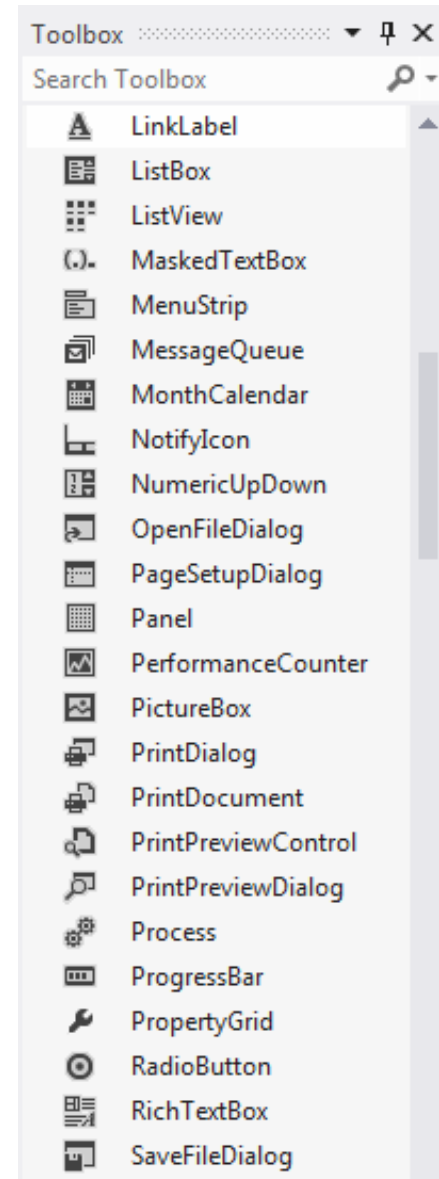 Toolbox
Search Toolbox
LinkLabel
ListBox
ListView
MaskedTextBox
MenuStrip
MessageQueue
MonthCalendar
NotifyIcon
NumericUpDown
OpenFileDialog
PageSetupDialog
Panel
PerformanceCounter
PictureBox
PrintDialog
PrintDocument
PrintPreviewControl
PrintPreviewDialog
Process
ProgressBar
PropertyGrid
RadioButton
RichTextBox
SaveFileDialog